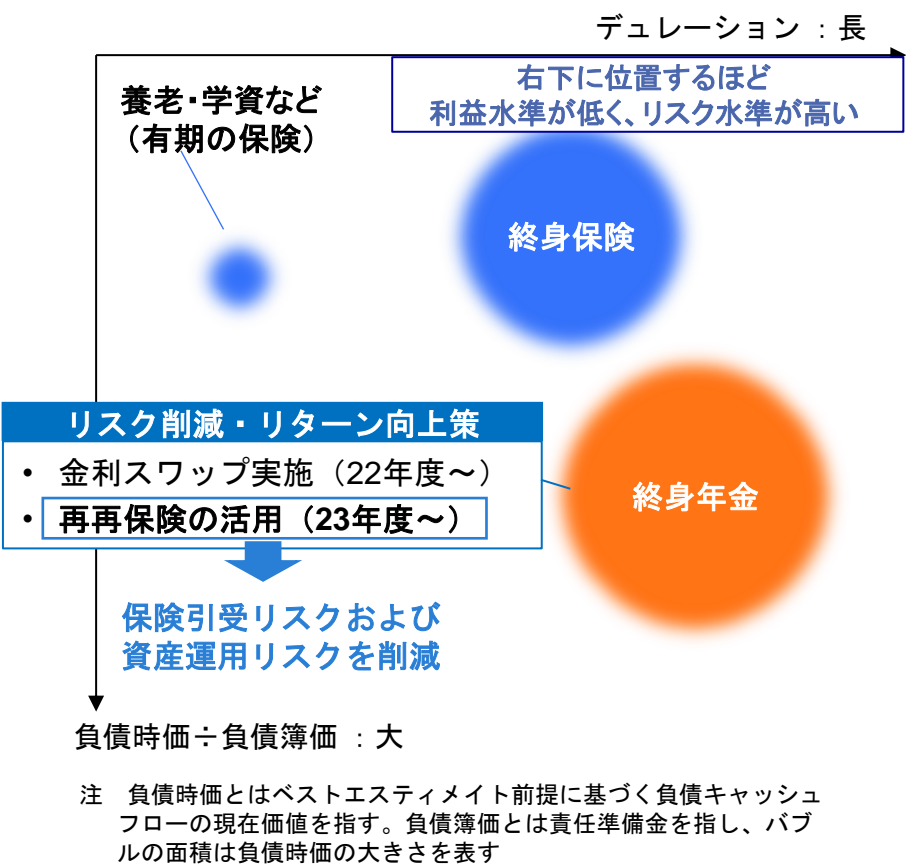 デュレーション : 長
右下に位置するほど
利益水準が低く、リスク水準が高い
養老・学資など
（有期の保険）
終身保険
リスク削減・リターン向上策
• 金利スワップ実施（22年度～）
• 再再保険の活用（23年度～）
終身年金
保険引受リスクおよび
資産運用リスクを削減
負債時価÷負債簿価 : 大
注　負債時価とはベストエスティメイト前提に基づく負債キャッシュ
フローの現在価値を指す。負債簿価とは責任準備金を指し、バブ
ルの面積は負債時価の大きさを表す